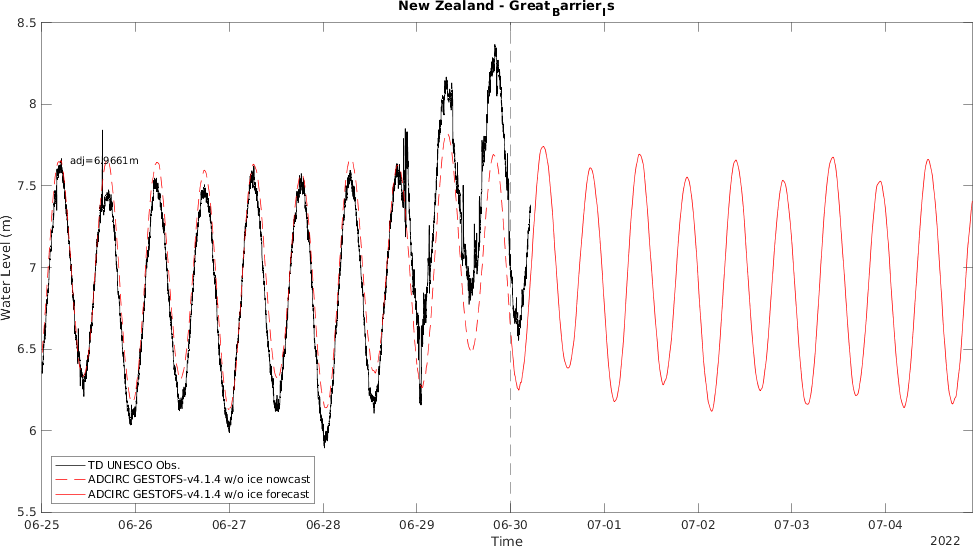 New Zealand - GreatBarrierIs
8.5
8
7.5
7
6.5
6
5.5
Water Level (m)
adj=6.9661m
TD UNESCO Obs.
ADCIRC GESTOFS-v4.1.4 w/o ice nowcast
ADCIRC GESTOFS-v4.1.4 w/o ice forecast
06-25 06-26 06-27 06-28 06-29 06-30 07-01 07-02 07-03 07-04
Time
2022